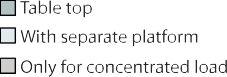 Table top
With separate platform
Only for concentrated load